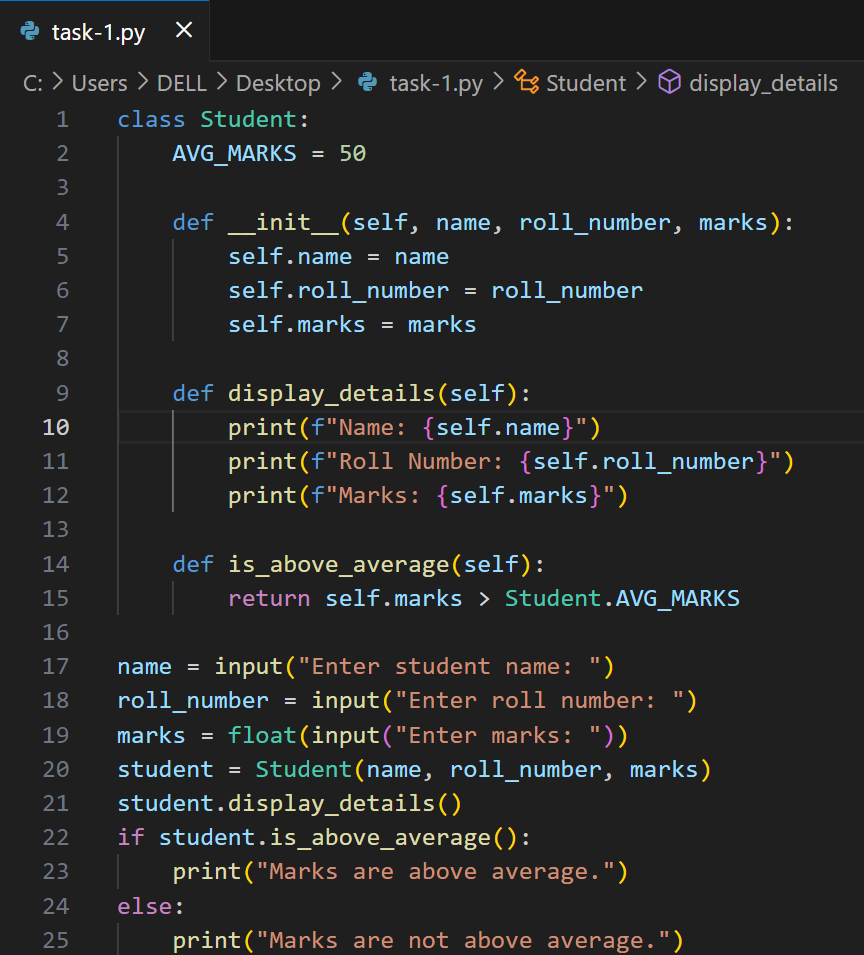 task-1.py ×
C: > Users > DELL > Desktop > task-1.py > Student > display_details
1 class Student:
2     AVG_MARKS = 50
3
4     def __init__(self, name, roll_number, marks):
5         self.name = name
6         self.roll_number = roll_number
7         self.marks = marks
8
9     def display_details(self):
10         print(f"Name: {self.name}")
11         print(f"Roll Number: {self.roll_number}")
12         print(f"Marks: {self.marks}")
13
14     def is_above_average(self):
15         return self.marks > Student.AVG_MARKS
16
17 name = input("Enter student name: ")
18 roll_number = input("Enter roll number: ")
19 marks = float(input("Enter marks: "))
20 student = Student(name, roll_number, marks)
21 student.display_details()
22 if student.is_above_average():
23     print("Marks are above average.")
24 else:
25     print("Marks are not above average.")